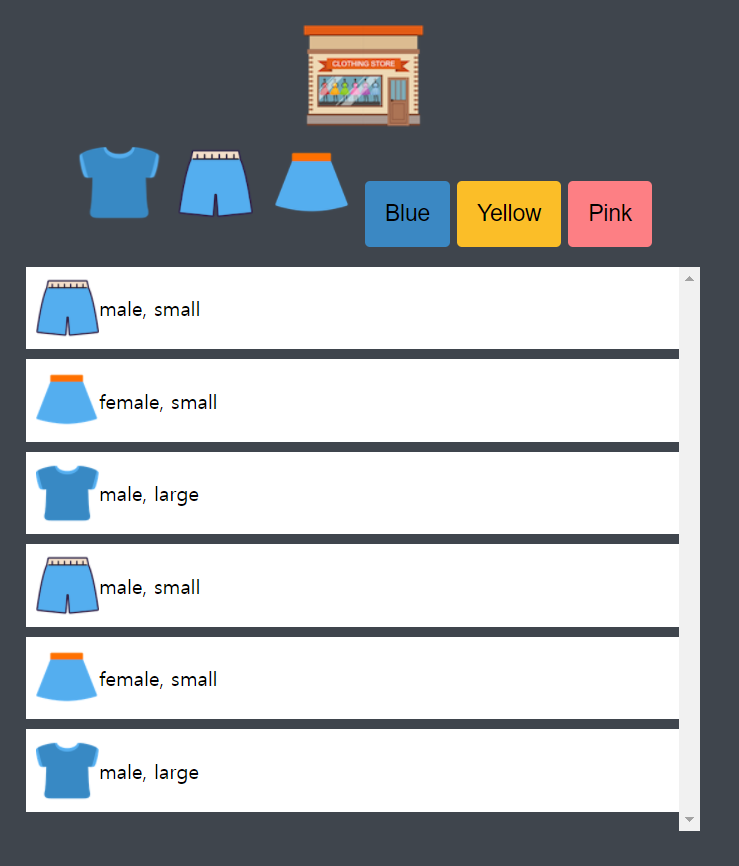 CLOTHING STORE
Blue
Yellow
Pink
male, small
female, small
male, large
male, small
female, small
male, large